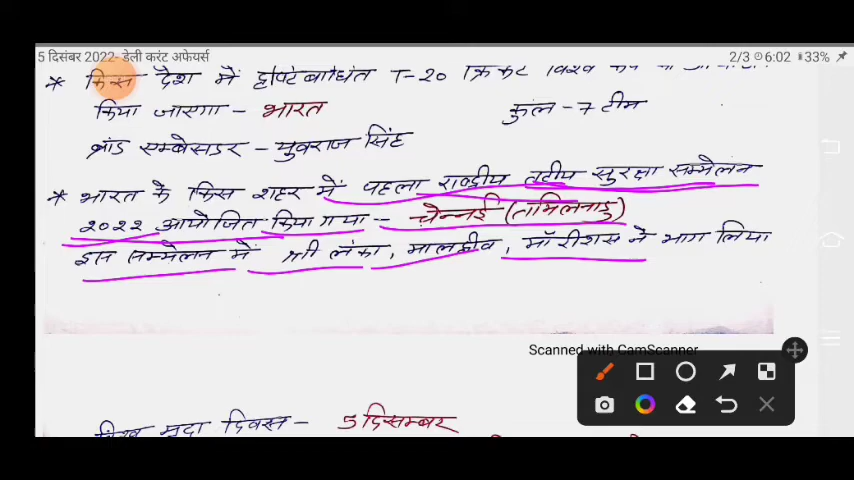 5 दिसंबर 2022- डेली करंट अफेयर्स
2/3 6:02 33%
* किस देश में दृष्टिबाधित T-20 क्रिकेट विश्व
किया जाएगा - भारत कुल - 7 टीम
ब्रांड एम्बेसडर - युवराज सिंह
* भारत के किस शहर में पहला राष्ट्रीय तटीय सुरक्षा सम्मेलन
2022 आयोजित किया गया - चेन्नई (तामिलनाडु)
इस सम्मेलन में श्री लंका, मालद्वीव, मॉरीशस ने भाग लिया
Scanned with CamScanner
विश्व मृदा दिवस - 5 दिसम्बर